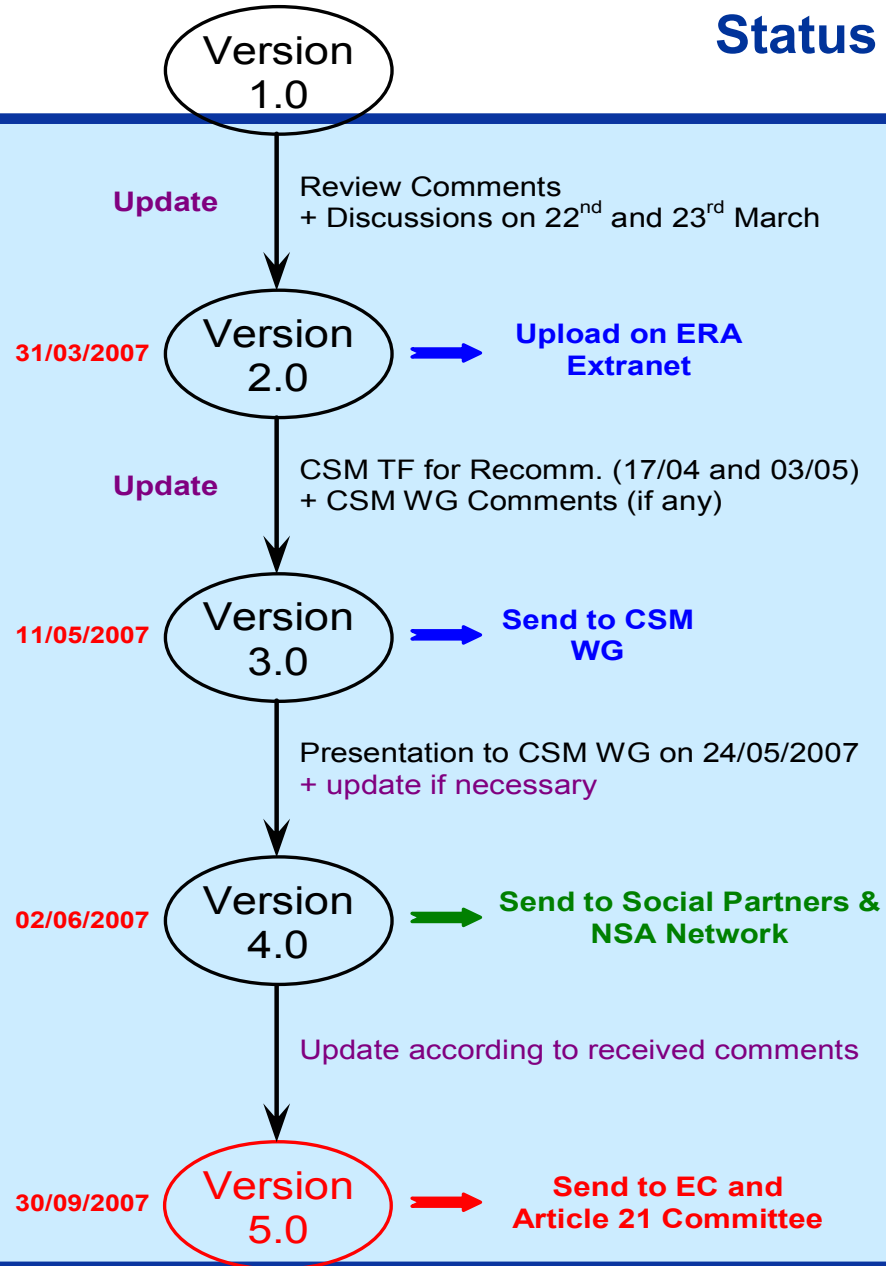 Status
Version
1.0
Update
Review Comments
+ Discussions on 22nd and 23rd March
31/03/2007
Version
2.0
Upload on ERA
Extranet
Update
CSM TF for Recomm. (17/04 and 03/05)
+ CSM WG Comments (if any)
11/05/2007
Version
3.0
Send to CSM
WG
Presentation to CSM WG on 24/05/2007
+ update if necessary
02/06/2007
Version
4.0
Send to Social Partners &
NSA Network
Update according to received comments
30/09/2007
Version
5.0
Send to EC and
Article 21 Committee